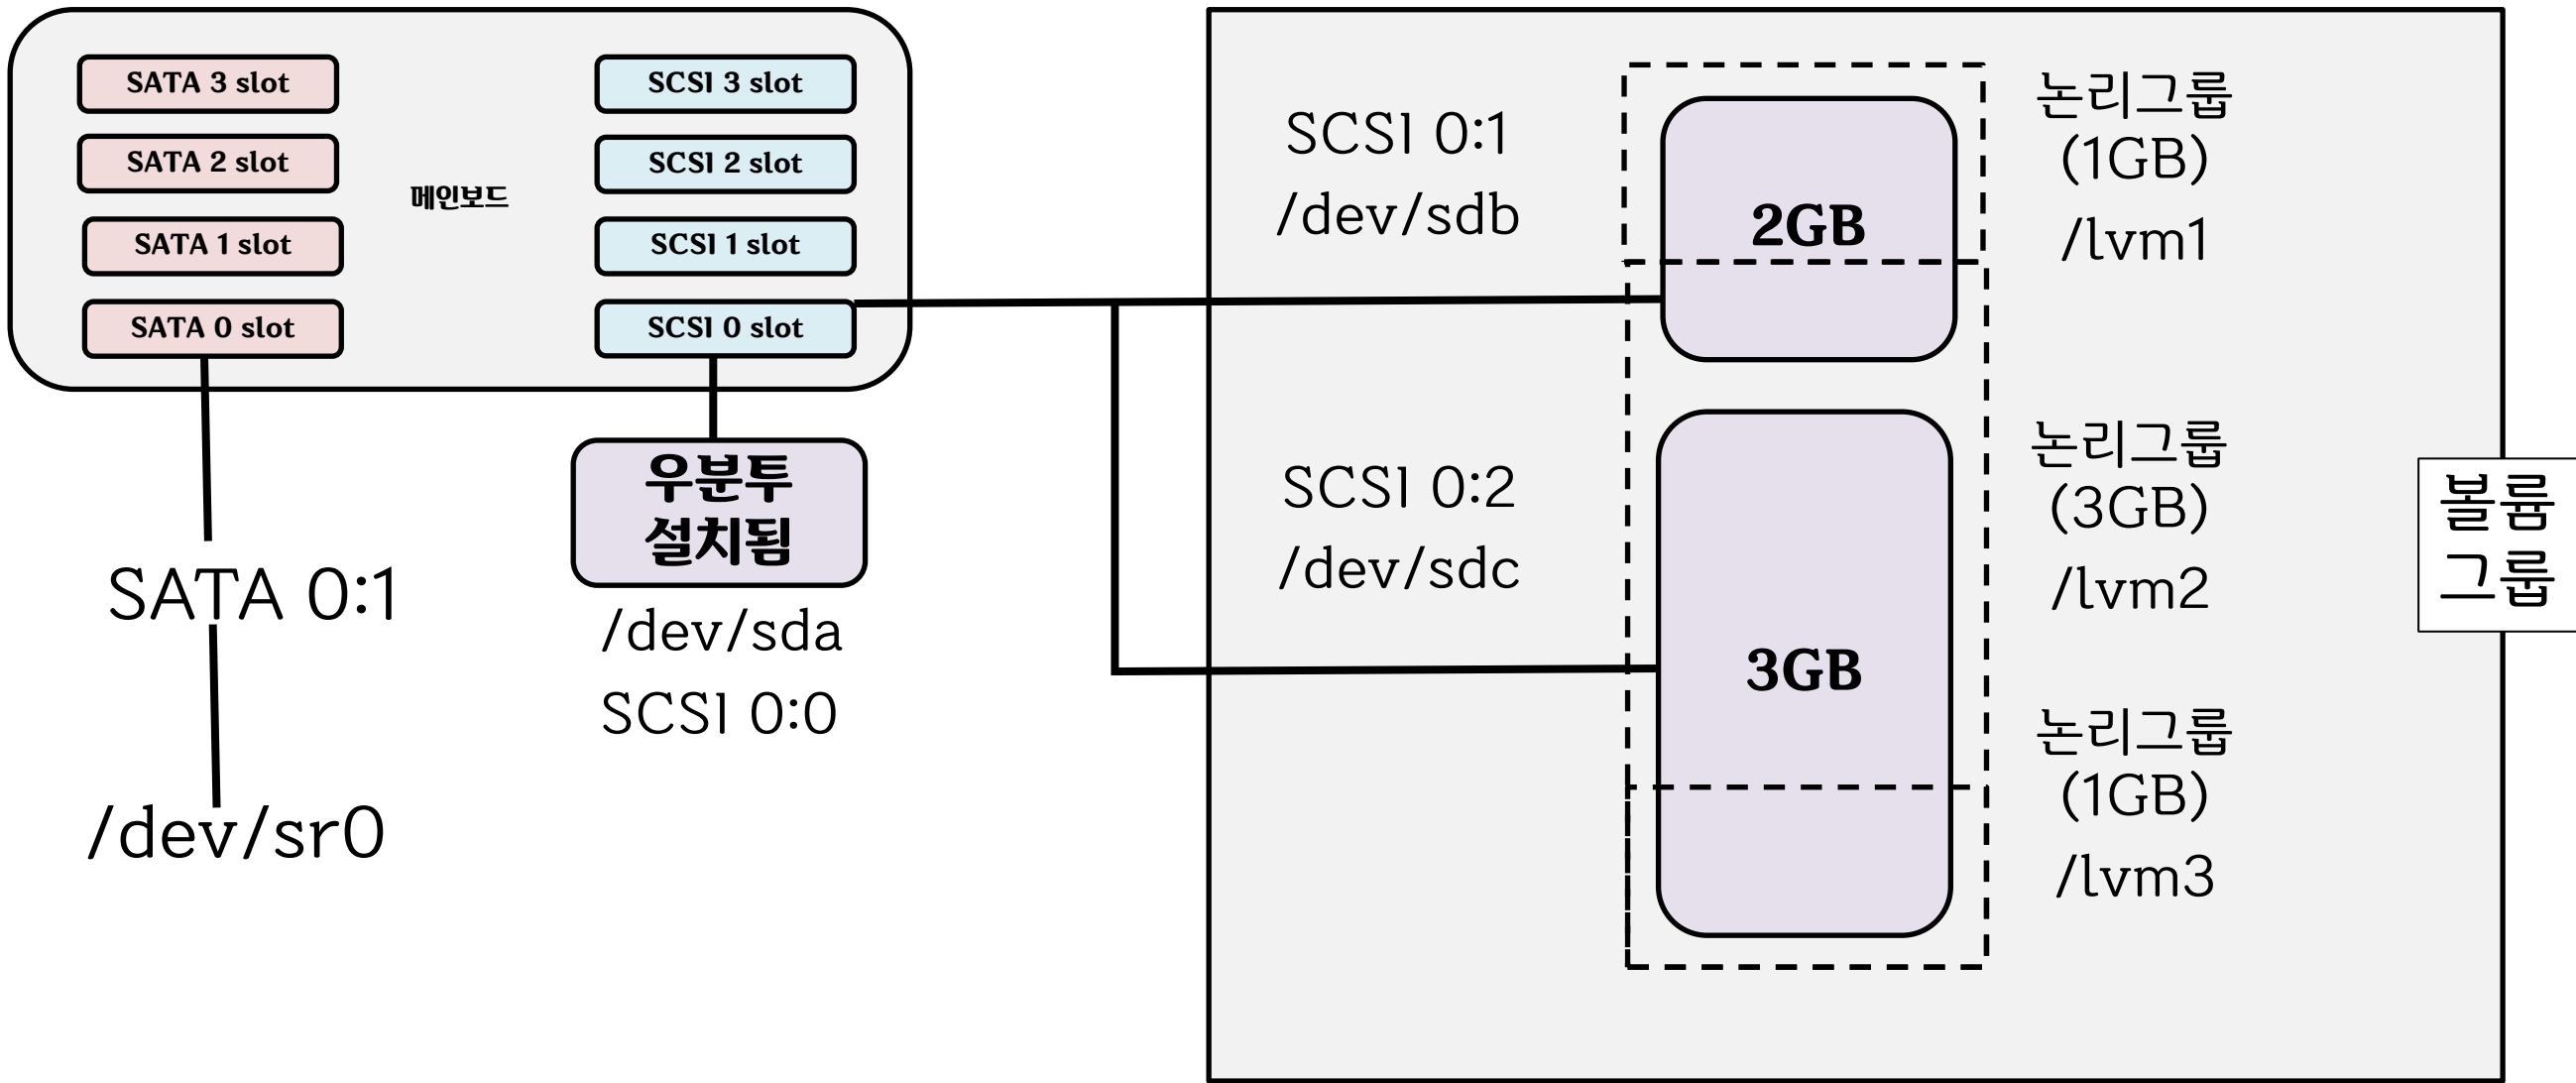 SATA 3 slot
SATA 2 slot
SATA 1 slot
SATA 0 slot
메인보드
SCSI 3 slot
SCSI 2 slot
SCSI 1 slot
SCSI 0 slot
SATA 0:1
/dev/sr0
우분투
설치됨
/dev/sda
SCSI 0:0
SCSI 0:1
/dev/sdb
2GB
논리그룹
(1GB)
/lvm1
SCSI 0:2
/dev/sdc
3GB
논리그룹
(3GB)
/lvm2
논리그룹
(1GB)
/lvm3
볼륨
그룹